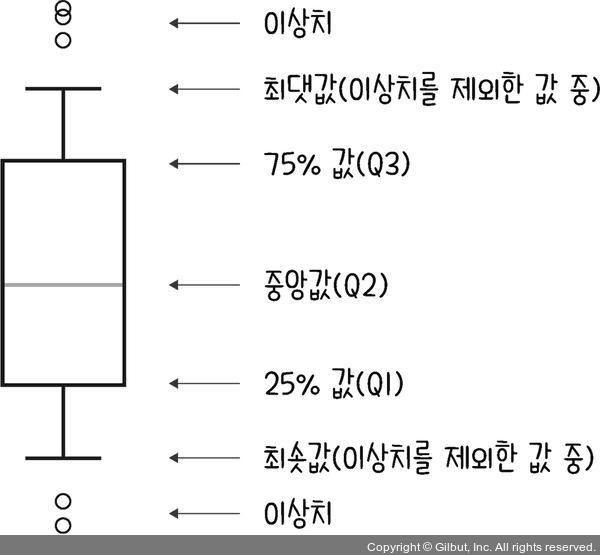 이상치
최댓값(이상치를 제외한 값 중)
75% 값(Q3)
중앙값(Q2)
25% 값(Q1)
최솟값(이상치를 제외한 값 중)
이상치
Copyright © Gilbut, Inc. All rights reserved.